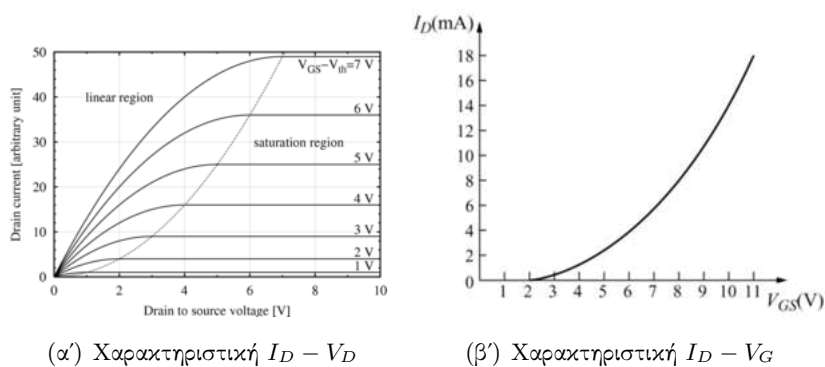 50
40
30
20
10
0
Drain current [arbitrary unit]
linear region
saturation region
V_GS−V_th=7 V
6 V
5 V
4 V
3 V
2 V
1 V
0 2 4 6 8 10
Drain to source voltage [V]
(α΄) Χαρακτηριστική I_D − V_D
I_D(mA)
18
16
14
12
10
8
6
4
2
0
1 2 3 4 5 6 7 8 9 10 11
V_GS(V)
(β΄) Χαρακτηριστική I_D − V_G